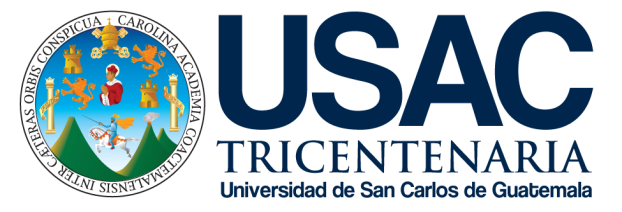 CONSPICUA CAROLINA ACADEMIA COACTEMALENSIS INTER CÆTERAS ORBIS
USAC
TRICENTENARIA
Universidad de San Carlos de Guatemala